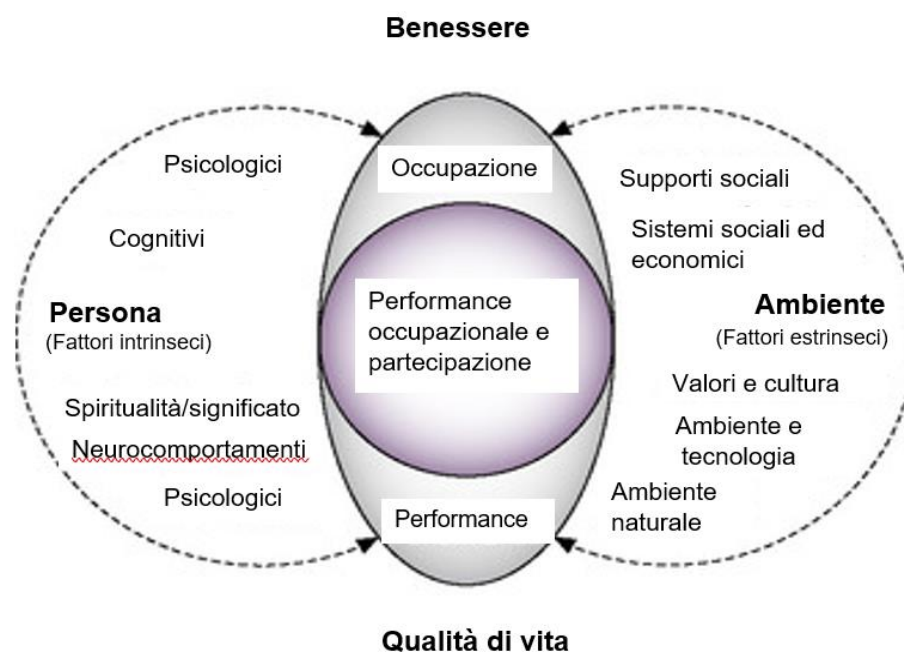 Benessere
Psicologici
Cognitivi
Persona
(Fattori intrinseci)
Spiritualità/significato
Neurocomportamenti
Psicologici
Occupazione
Performance
occupazionale e
partecipazione
Performance
Supporti sociali
Sistemi sociali ed
economici
Ambiente
(Fattori estrinseci)
Valori e cultura
Ambiente e
tecnologia
Ambiente
naturale
Qualità di vita